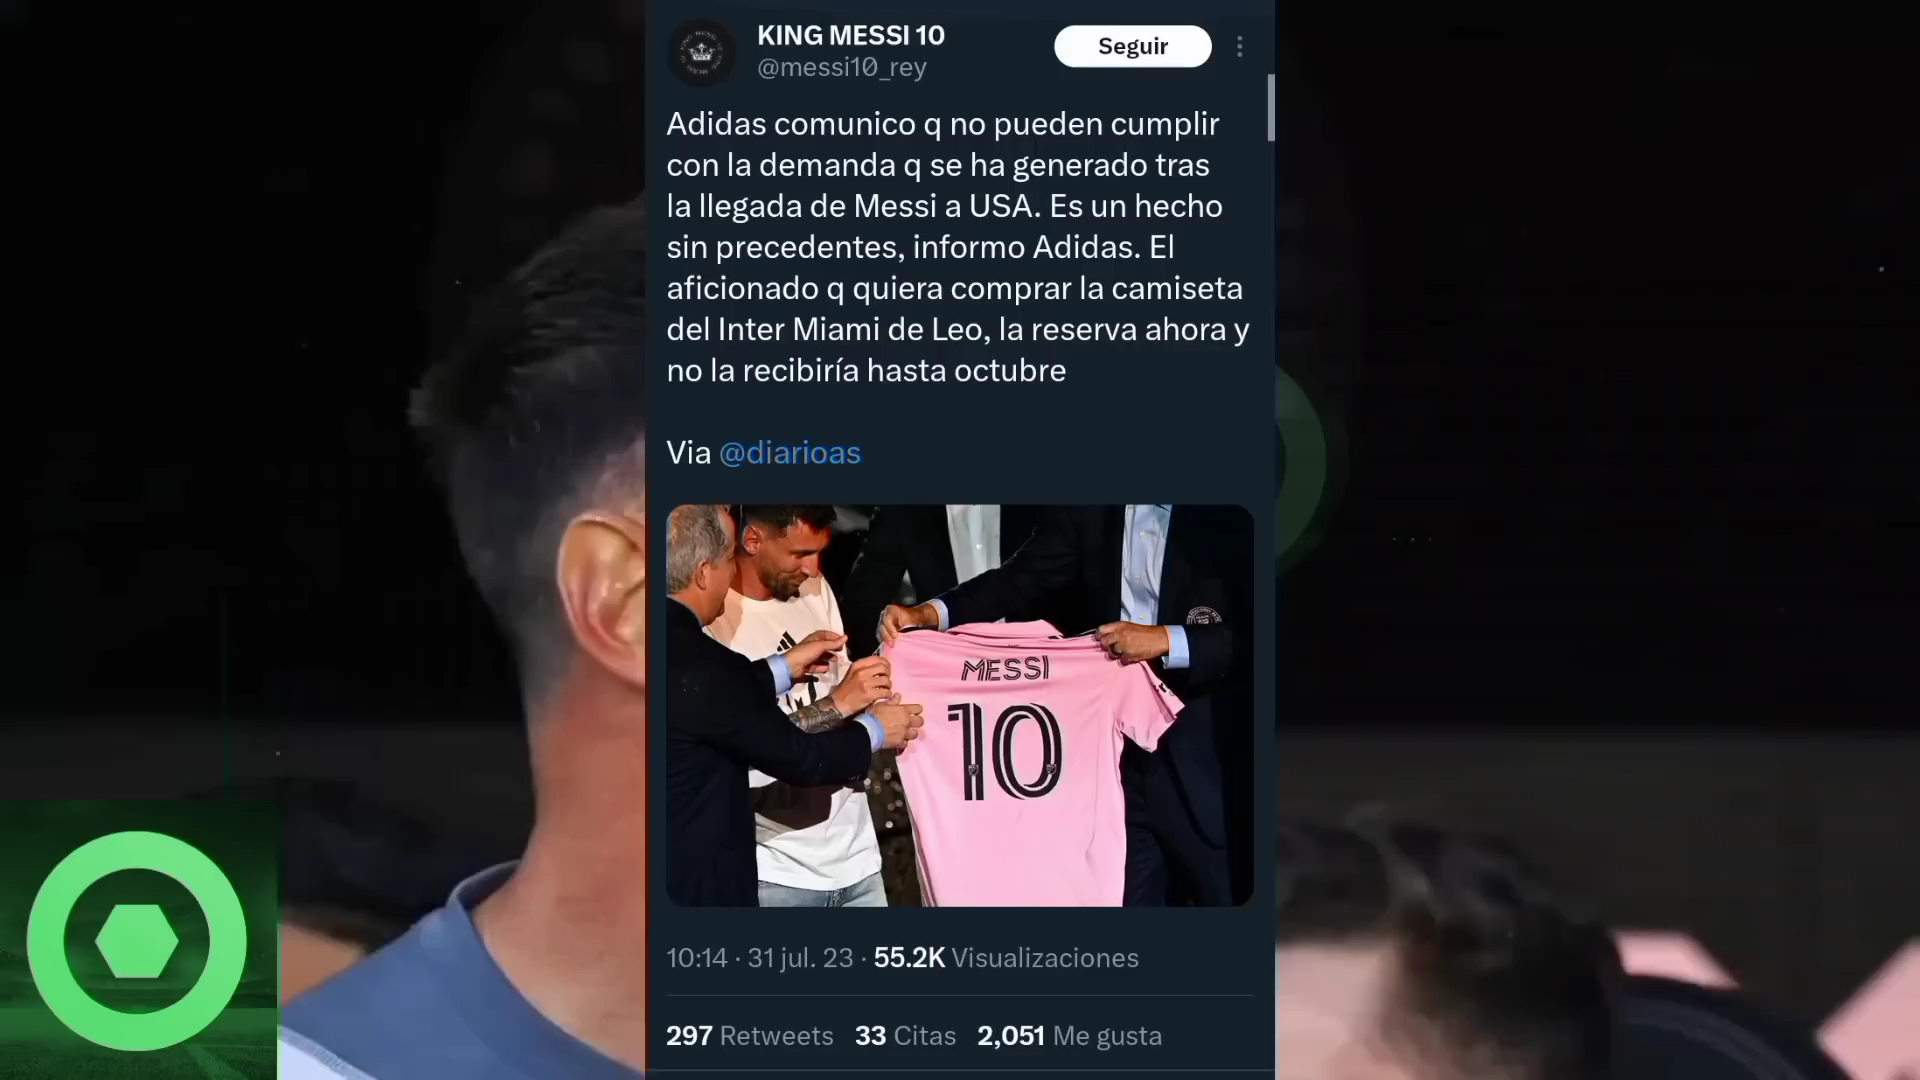 KING MESSI 10
@messi10_rey
Seguir
Adidas comunico q no pueden cumplir
con la demanda q se ha generado tras
la llegada de Messi a USA. Es un hecho
sin precedentes, informo Adidas. El
aficionado q quiera comprar la camiseta
del Inter Miami de Leo, la reserva ahora y
no la recibiría hasta octubre
Via @diarioas
MESSI
10
10:14 · 31 jul. 23 · 55.2K Visualizaciones
297 Retweets 33 Citas 2,051 Me gusta